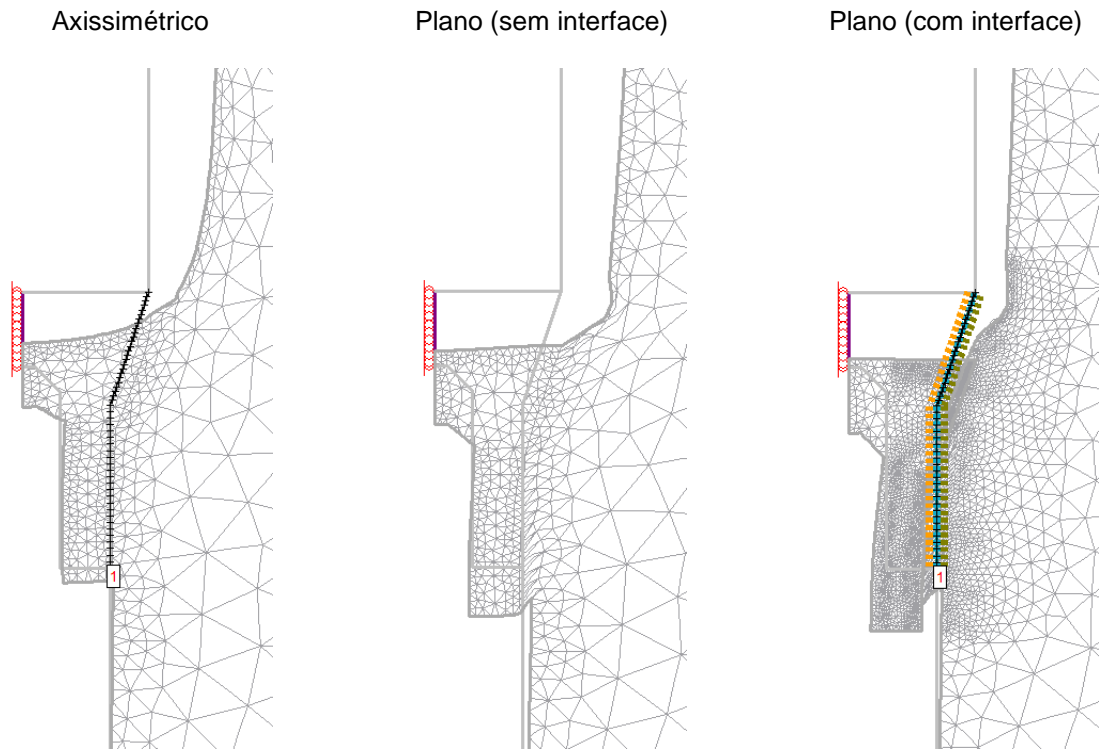 Axissimétrico
Plano (sem interface)
Plano (com interface)
1
1